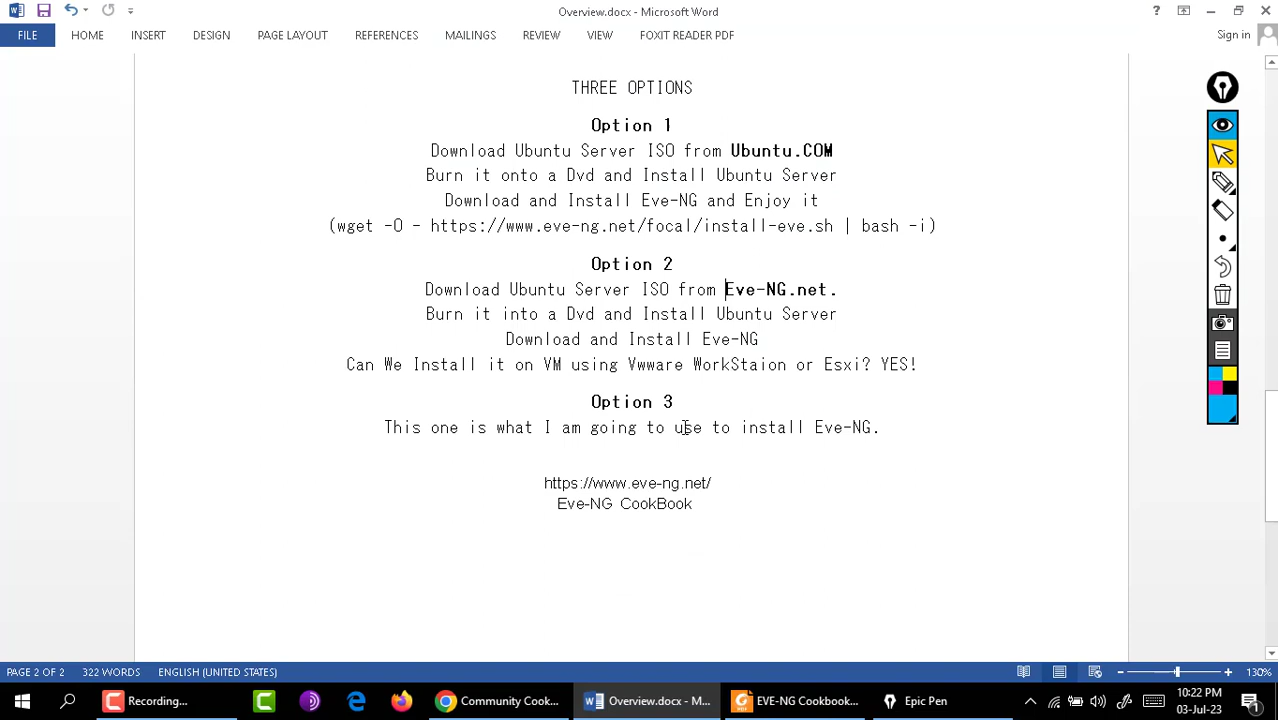 Overview.docx - Microsoft Word
?
FILE HOME INSERT DESIGN PAGE LAYOUT REFERENCES MAILINGS REVIEW VIEW FOXIT READER PDF Sign in
THREE OPTIONS
Option 1
Download Ubuntu Server ISO from Ubuntu.COM
Burn it onto a Dvd and Install Ubuntu Server
Download and Install Eve-NG and Enjoy it
(wget -O - https://www.eve-ng.net/focal/install-eve.sh | bash -i)
Option 2
Download Ubuntu Server ISO from Eve-NG.net.
Burn it into a Dvd and Install Ubuntu Server
Download and Install Eve-NG
Can We Install it on VM using Vwware WorkStaion or Esxi? YES!
Option 3
This one is what I am going to use to install Eve-NG.
https://www.eve-ng.net/
Eve-NG CookBook
PAGE 2 OF 2 322 WORDS ENGLISH (UNITED STATES) 130%
Recording... Community Cook... Overview.docx - M... EVE-NG Cookbook... Epic Pen 10:22 PM
03-Jul-23 1